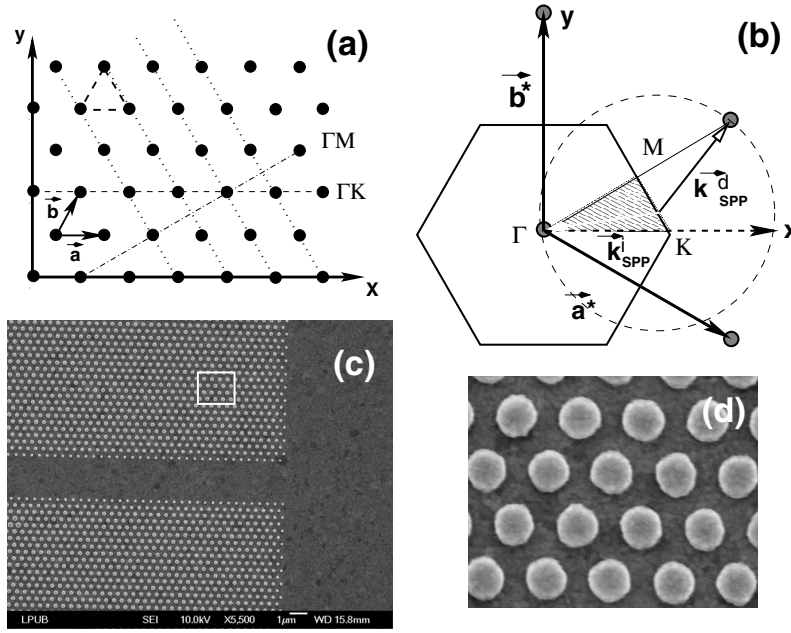 y
(a)
ΓM
ΓK
b
a
x
y
(b)
b*
M
k d SPP
Γ
K
x
k i SPP
a*
(c)
(d)
LPUB SEI 10.0kV X5,500 1μm WD 15.8mm